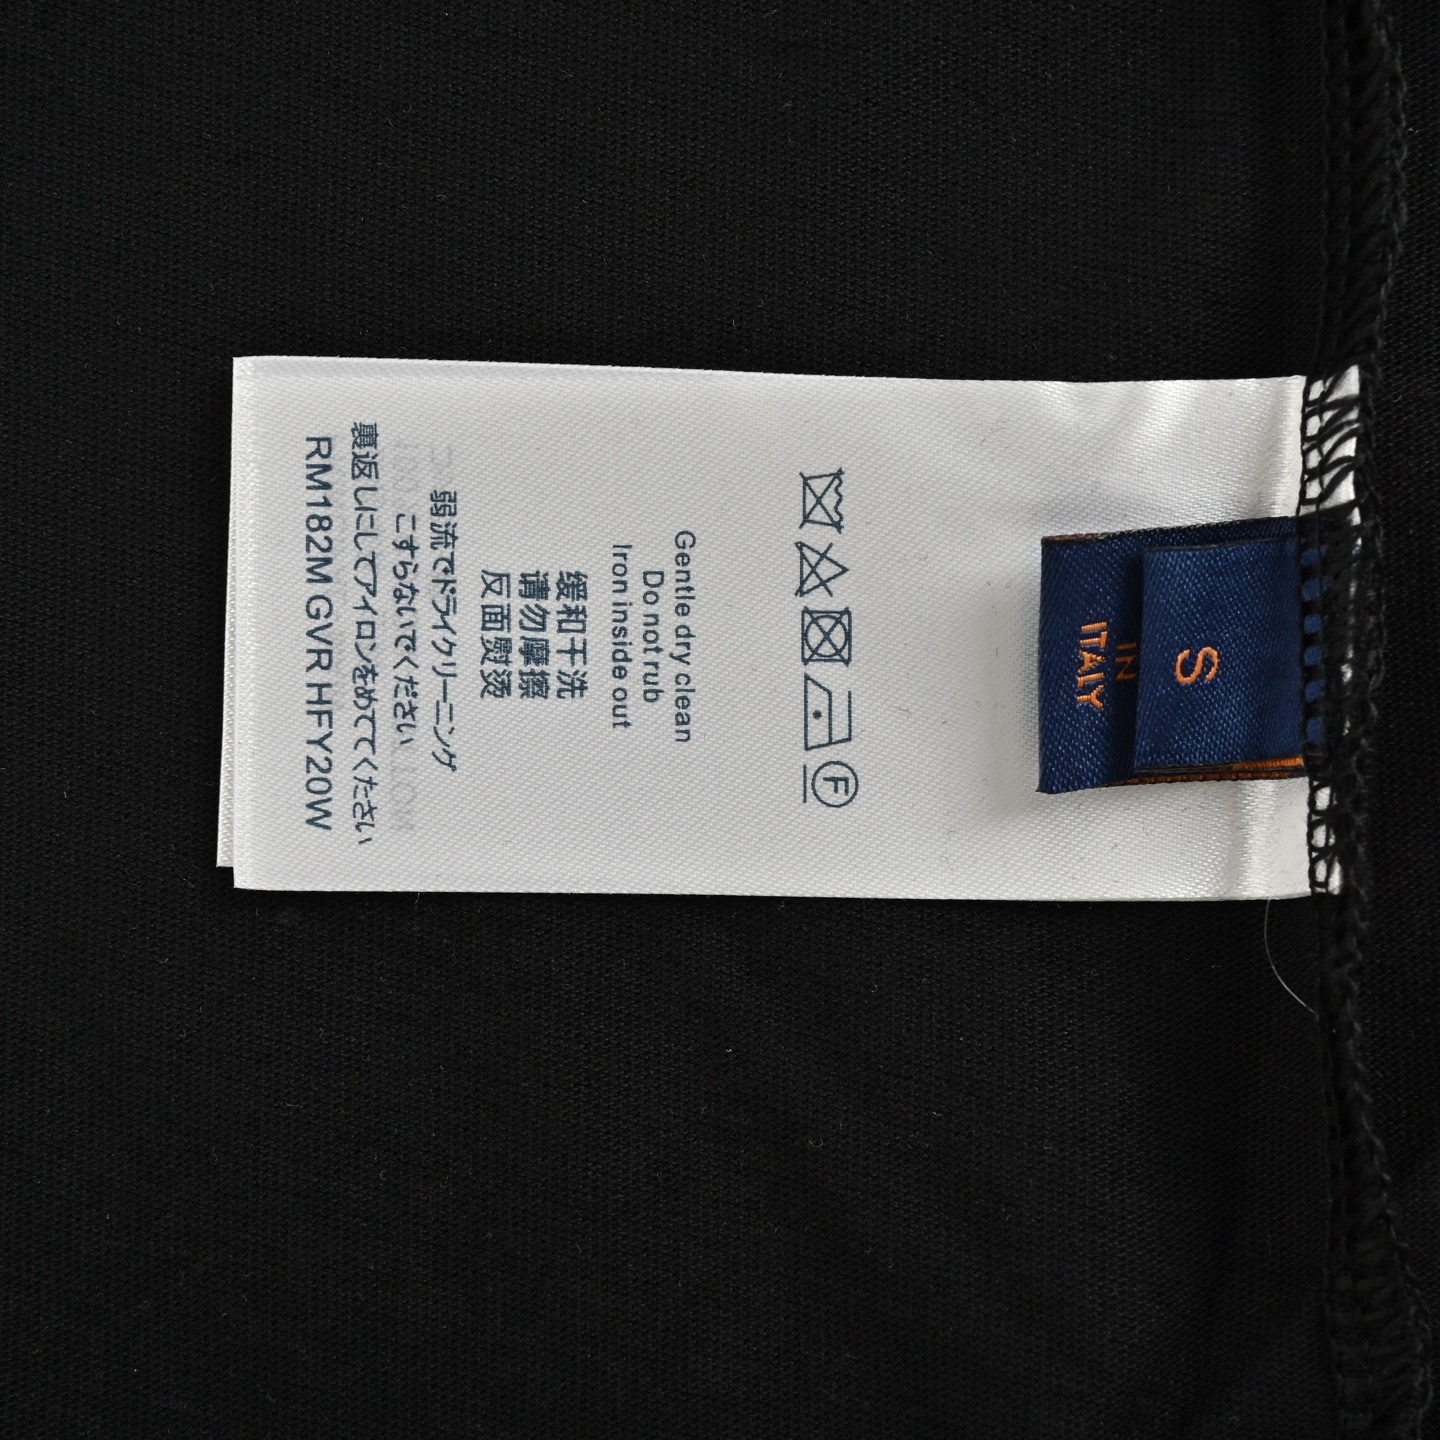 S
IN
ITALY
F
Gentle dry clean
Do not rub
Iron inside out
缓和干洗
请勿摩擦
反面熨烫
弱流でドライクリーニング
こすらないでください
裏返しにしてアイロンをめててください
RM182M GVR HFY20W